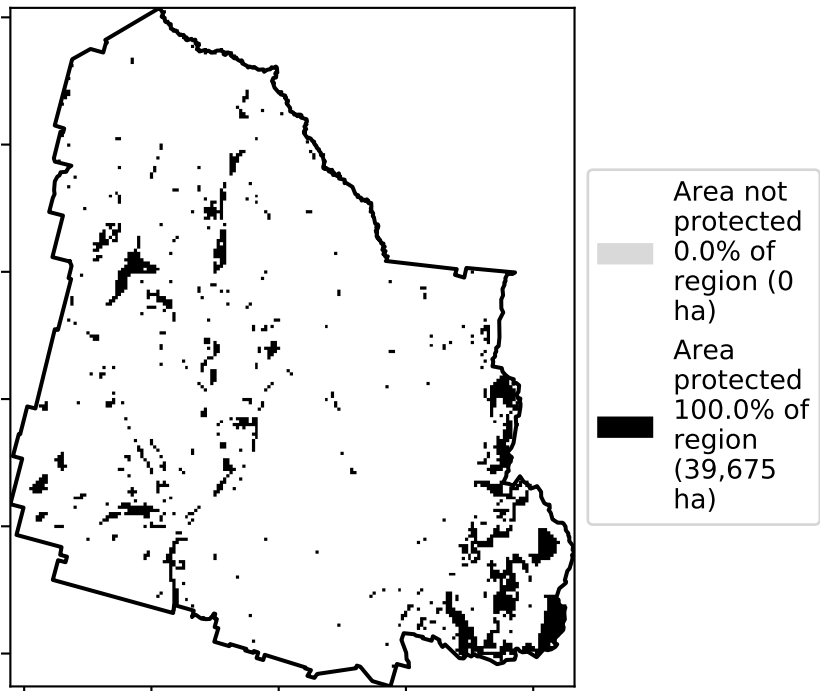 Area not
protected
0.0% of
region (0
ha)
Area
protected
100.0% of
region
(39,675
ha)